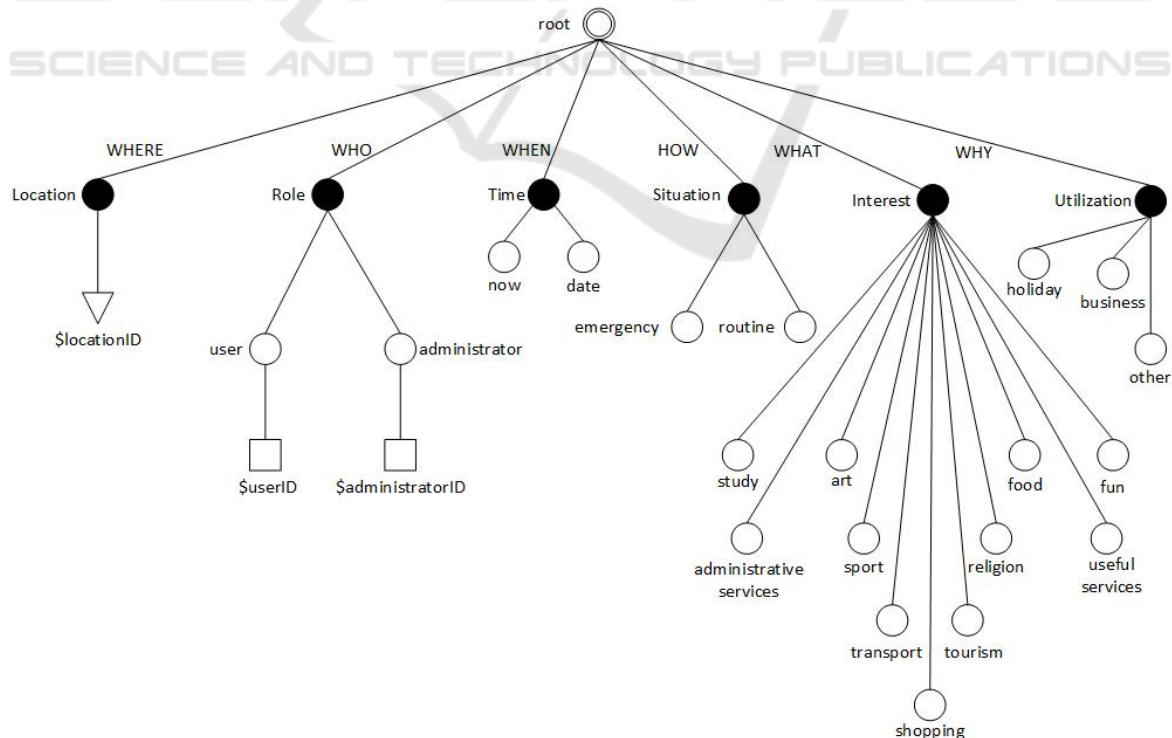 root
SCIENCE AND TECHNOLOGY PUBLICATIONS
WHERE
WHO
WHEN
HOW
WHAT
WHY
Location
Role
Time
Situation
Interest
Utilization
now
date
holiday
business
$locationID
emergency
routine
user
administrator
other
study
art
food
fun
$userID
$administratorID
administrative
services
sport
religion
useful
services
transport
tourism
shopping